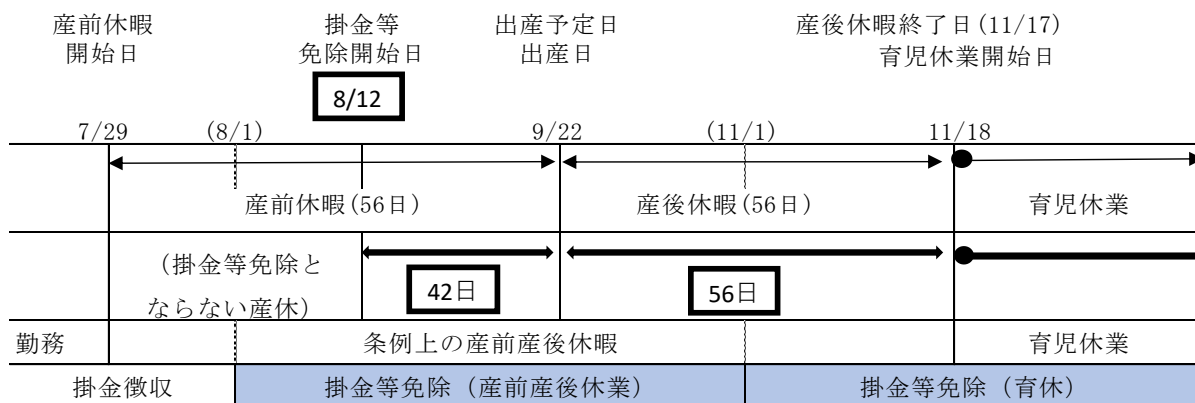 産前休暇
開始日
掛金等
免除開始日
8/12
出産予定日
出産日
産後休暇終了日(11/17)
育児休業開始日
7/29
(8/1)
9/22
(11/1)
11/18
産前休暇(56日)
産後休暇(56日)
育児休業
(掛金等免除と
ならない産休)
42日
56日
勤務
条例上の産前産後休暇
育児休業
掛金徴収
掛金等免除（産前産後休業）
掛金等免除（育休）